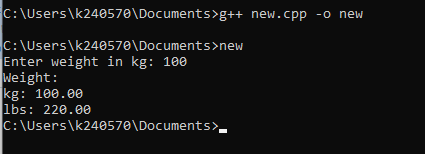 C:\Users\k240570\Documents>g++ new.cpp -o new
C:\Users\k240570\Documents>new
Enter weight in kg: 100
Weight:
kg: 100.00
lbs: 220.00
C:\Users\k240570\Documents>